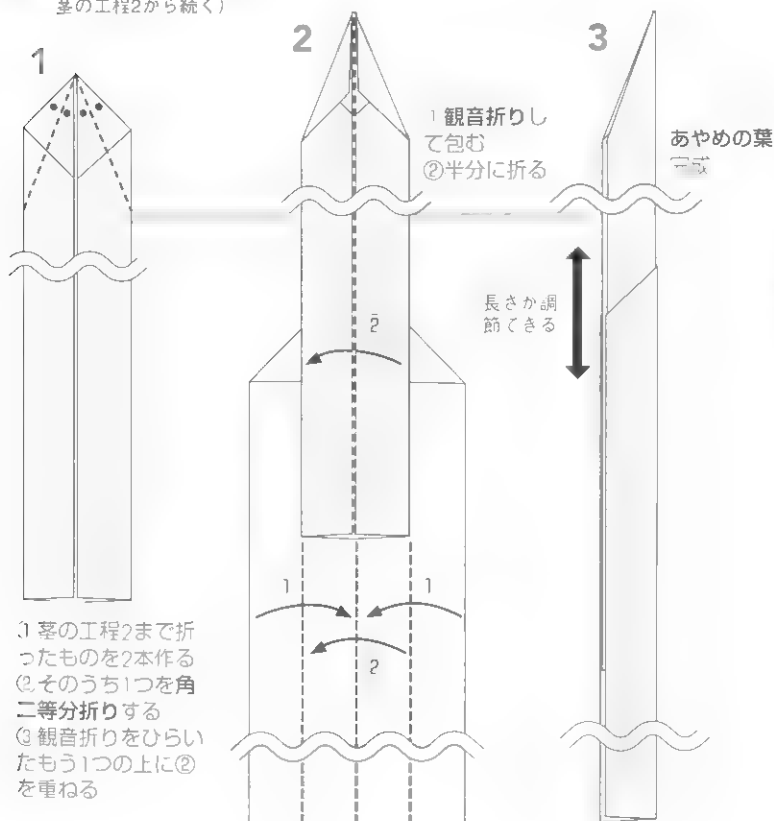 茎の工程2から続く)
1
2
3
1 観音折りし
て包む
②半分に折る
あやめの葉
完成
長さが調
節できる
2
1
1
2
① 茎の工程2まで折
ったものを2本作る
② そのうち1つを角
二等分折りする
③ 観音折りをひらい
たもう1つの上に②
を重ねる